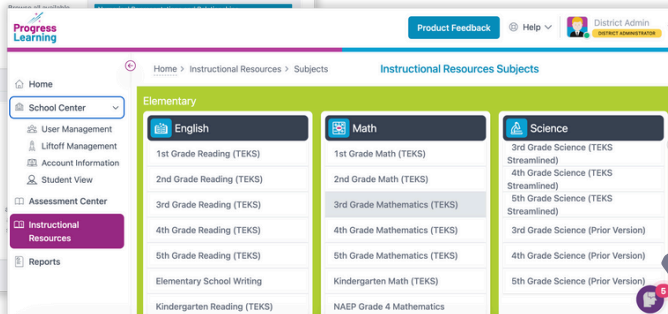 Progress
Learning
Product Feedback
Help
District Admin
DISTRICT ADMINISTRATOR
Home
School Center
User Management
Liftoff Management
Account Information
Student View
Assessment Center
Instructional
Resources
Reports
Home > Instructional Resources > Subjects
Instructional Resources Subjects
Elementary
English
1st Grade Reading (TEKS)
2nd Grade Reading (TEKS)
3rd Grade Reading (TEKS)
4th Grade Reading (TEKS)
5th Grade Reading (TEKS)
Elementary School Writing
Kindergarten Reading (TEKS)
Math
1st Grade Math (TEKS)
2nd Grade Math (TEKS)
3rd Grade Mathematics (TEKS)
4th Grade Mathematics (TEKS)
5th Grade Mathematics (TEKS)
Kindergarten Math (TEKS)
NAEP Grade 4 Mathematics
Science
3rd Grade Science (TEKS
Streamlined)
4th Grade Science (TEKS
Streamlined)
5th Grade Science (TEKS
Streamlined)
3rd Grade Science (Prior Version)
4th Grade Science (Prior Version)
5th Grade Science (Prior Version)
5